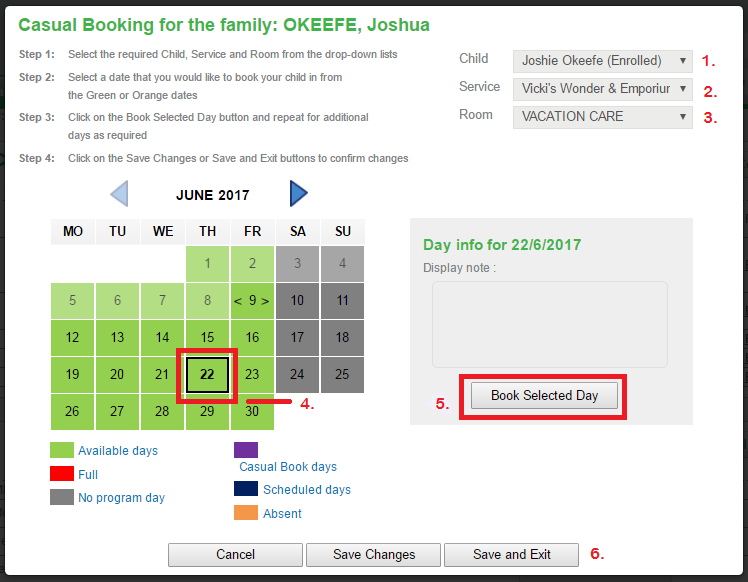 Casual Booking for the family: OKEEFE, Joshua
Step 1: Select the required Child, Service and Room from the drop-down lists
Step 2: Select a date that you would like to book your child in from
the Green or Orange dates
Step 3: Click on the Book Selected Day button and repeat for additional
days as required
Step 4: Click on the Save Changes or Save and Exit buttons to confirm changes
Child Joshie Okeefe (Enrolled) 1.
Service Vicki's Wonder & Emporiur 2.
Room VACATION CARE 3.
JUNE 2017
MO TU WE TH FR SA SU
1 2 3 4
5 6 7 8 < 9 > 10 11
12 13 14 15 16 17 18
19 20 21 22 23 24 25
26 27 28 29 30
4.
Day info for 22/6/2017
Display note :
5. Book Selected Day
Available days
Full
No program day
Casual Book days
Scheduled days
Absent
Cancel Save Changes Save and Exit 6.